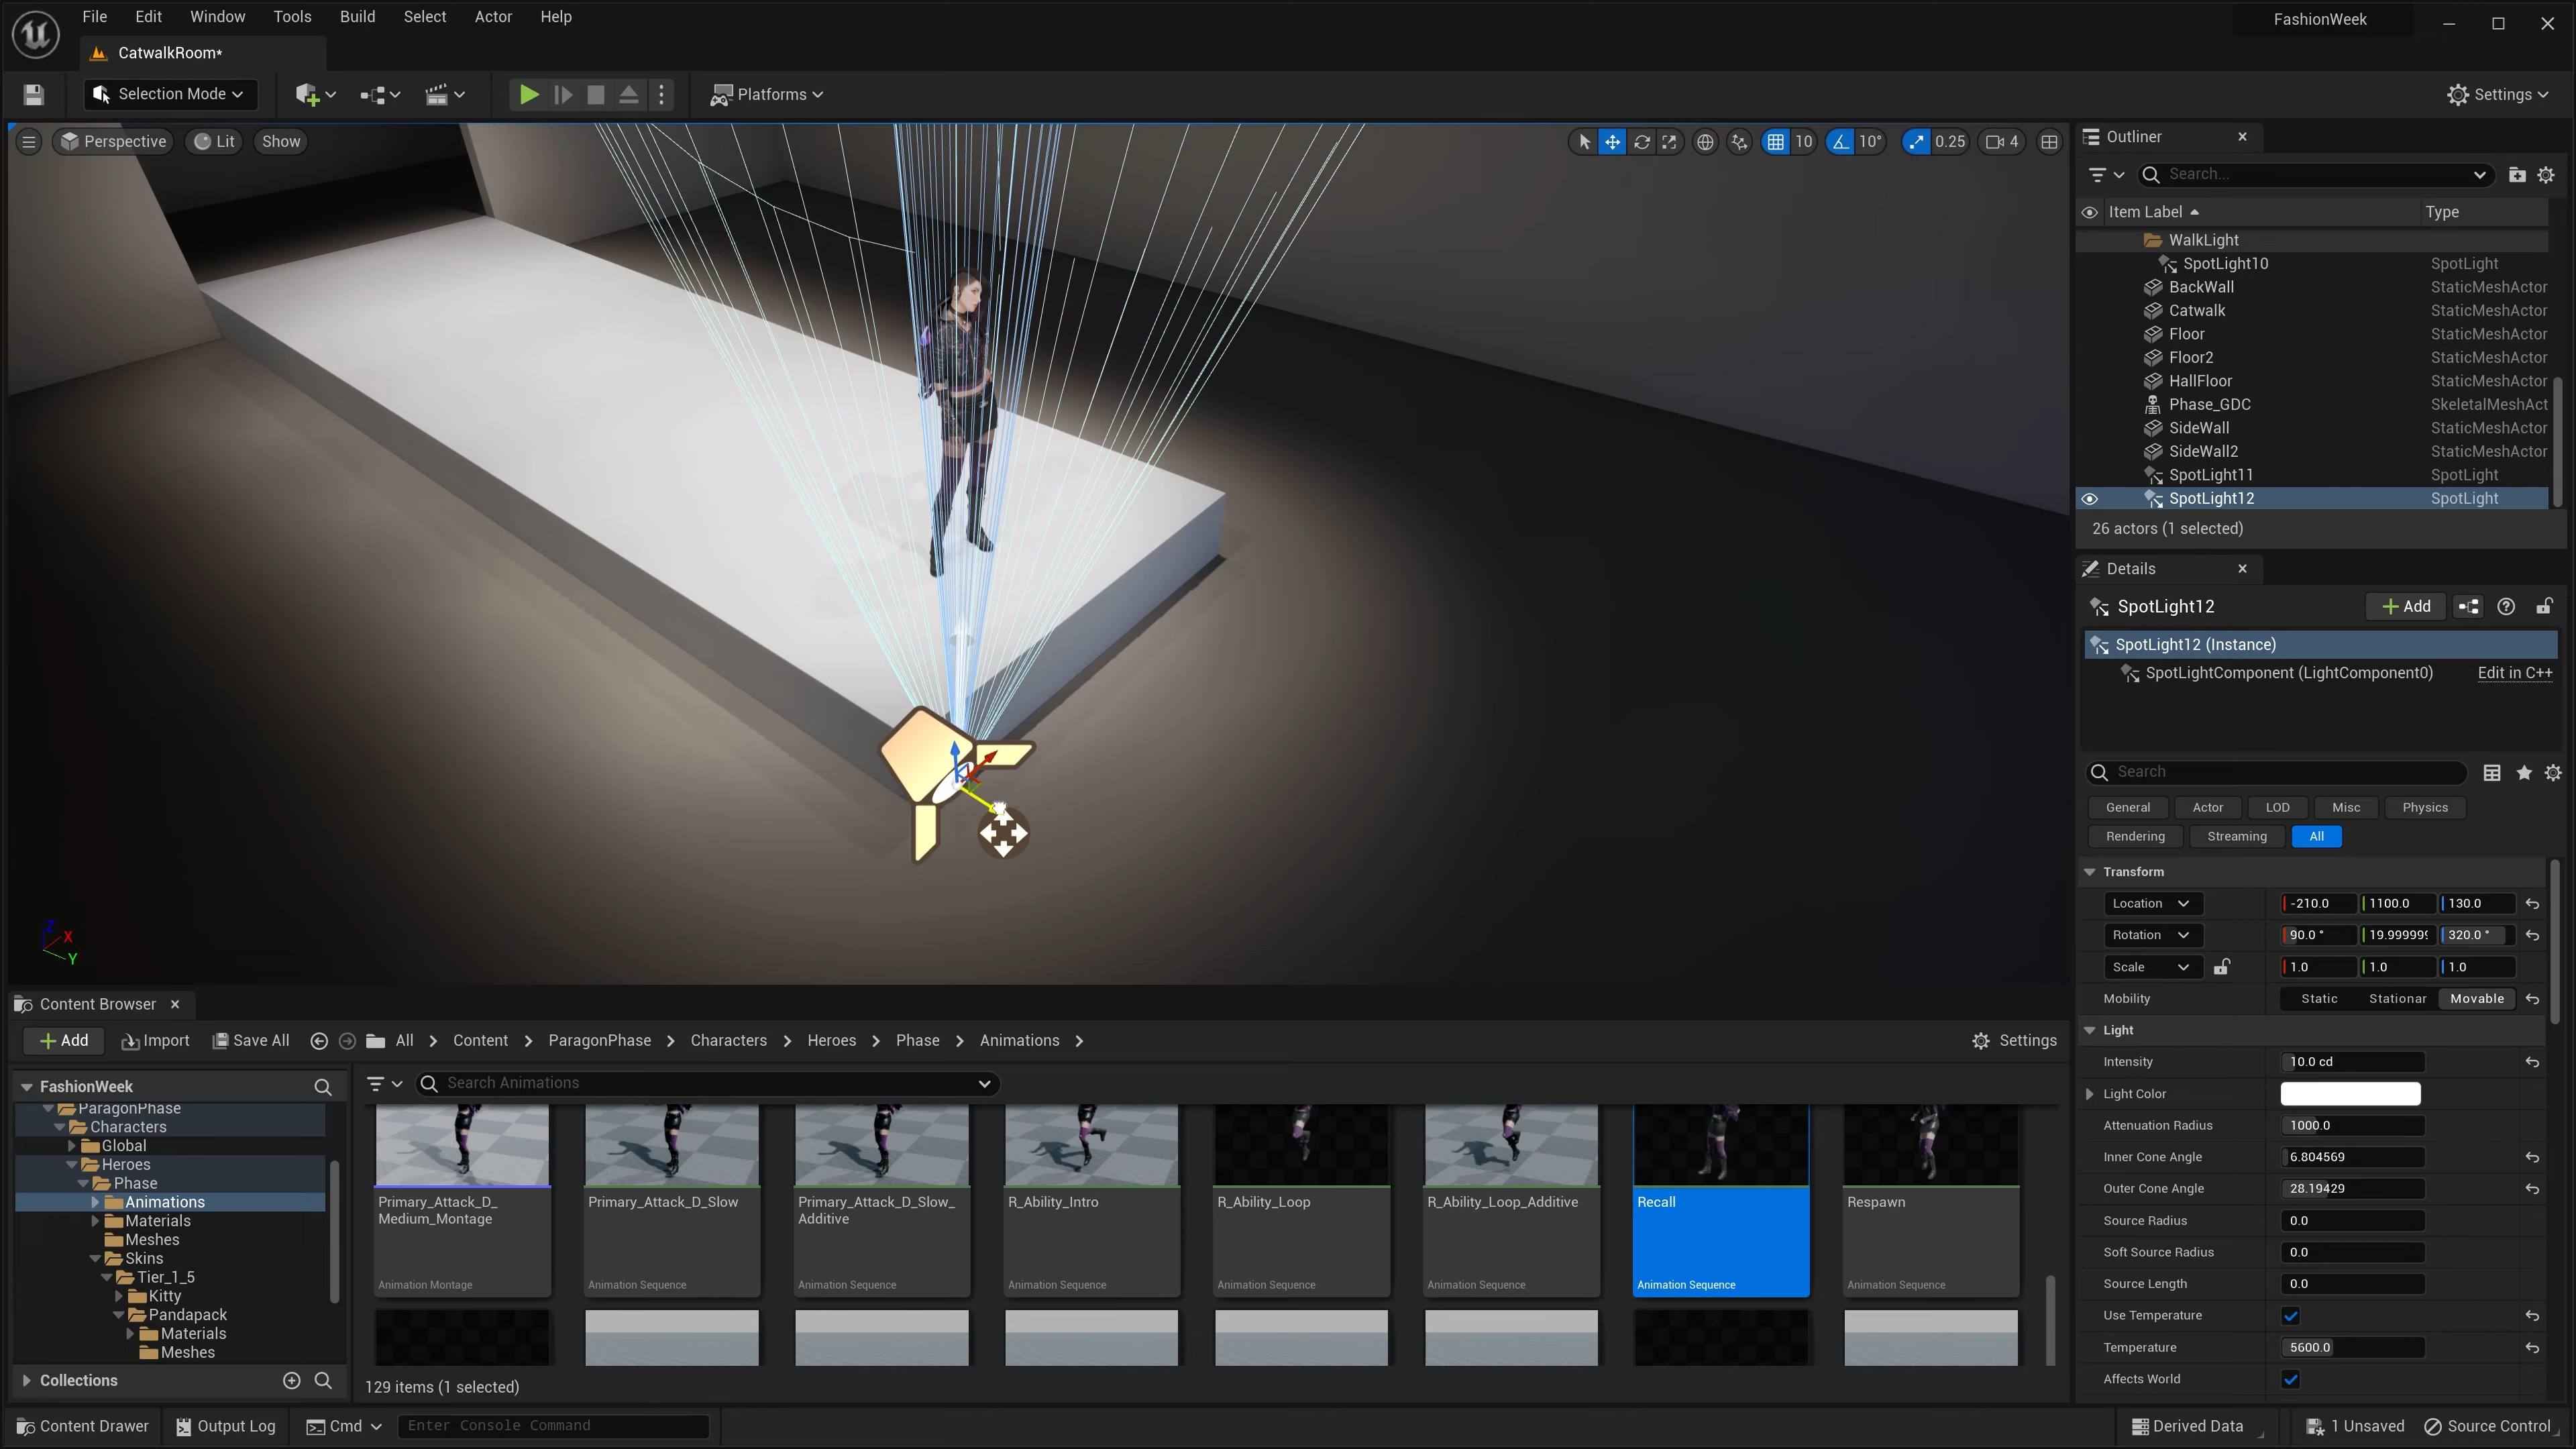 File Edit Window Tools Build Select Actor Help
FashionWeek
CatwalkRoom*
Selection Mode
Platforms
Settings
Perspective Lit Show
10 10° 0.25 4
Outliner
Search...
Item Label Type
WalkLight
SpotLight10 SpotLight
BackWall StaticMeshActor
Catwalk StaticMeshActor
Floor StaticMeshActor
Floor2 StaticMeshActor
HallFloor StaticMeshActor
Phase_GDC SkeletalMeshAct
SideWall StaticMeshActor
SideWall2 StaticMeshActor
SpotLight11 SpotLight
SpotLight12 SpotLight
26 actors (1 selected)
Details
SpotLight12 Add
SpotLight12 (Instance)
SpotLightComponent (LightComponent0) Edit in C++
Search
General Actor LOD Misc Physics
Rendering Streaming All
Transform
Location -210.0 1100.0 130.0
Rotation 90.0 ° 19.999999 320.0 °
Scale 1.0 1.0 1.0
Mobility Static Stationar Movable
Light
Intensity 10.0 cd
Light Color
Attenuation Radius 1000.0
Inner Cone Angle 6.804569
Outer Cone Angle 28.19429
Source Radius 0.0
Soft Source Radius 0.0
Source Length 0.0
Use Temperature
Temperature 5600.0
Affects World
Z
X
Y
Content Browser
Add Import Save All All Content ParagonPhase Characters Heroes Phase Animations Settings
FashionWeek
ParagonPhase
Characters
Global
Heroes
Phase
Animations
Materials
Meshes
Skins
Tier_1_5
Kitty
Pandapack
Materials
Meshes
Collections
Search Animations
Primary_Attack_D_
Medium_Montage
Animation Montage
Primary_Attack_D_Slow
Animation Sequence
Primary_Attack_D_Slow_
Additive
Animation Sequence
R_Ability_Intro
Animation Sequence
R_Ability_Loop
Animation Sequence
R_Ability_Loop_Additive
Animation Sequence
Recall
Animation Sequence
Respawn
Animation Sequence
129 items (1 selected)
Content Drawer Output Log Cmd Enter Console Command
Derived Data 1 Unsaved Source Control